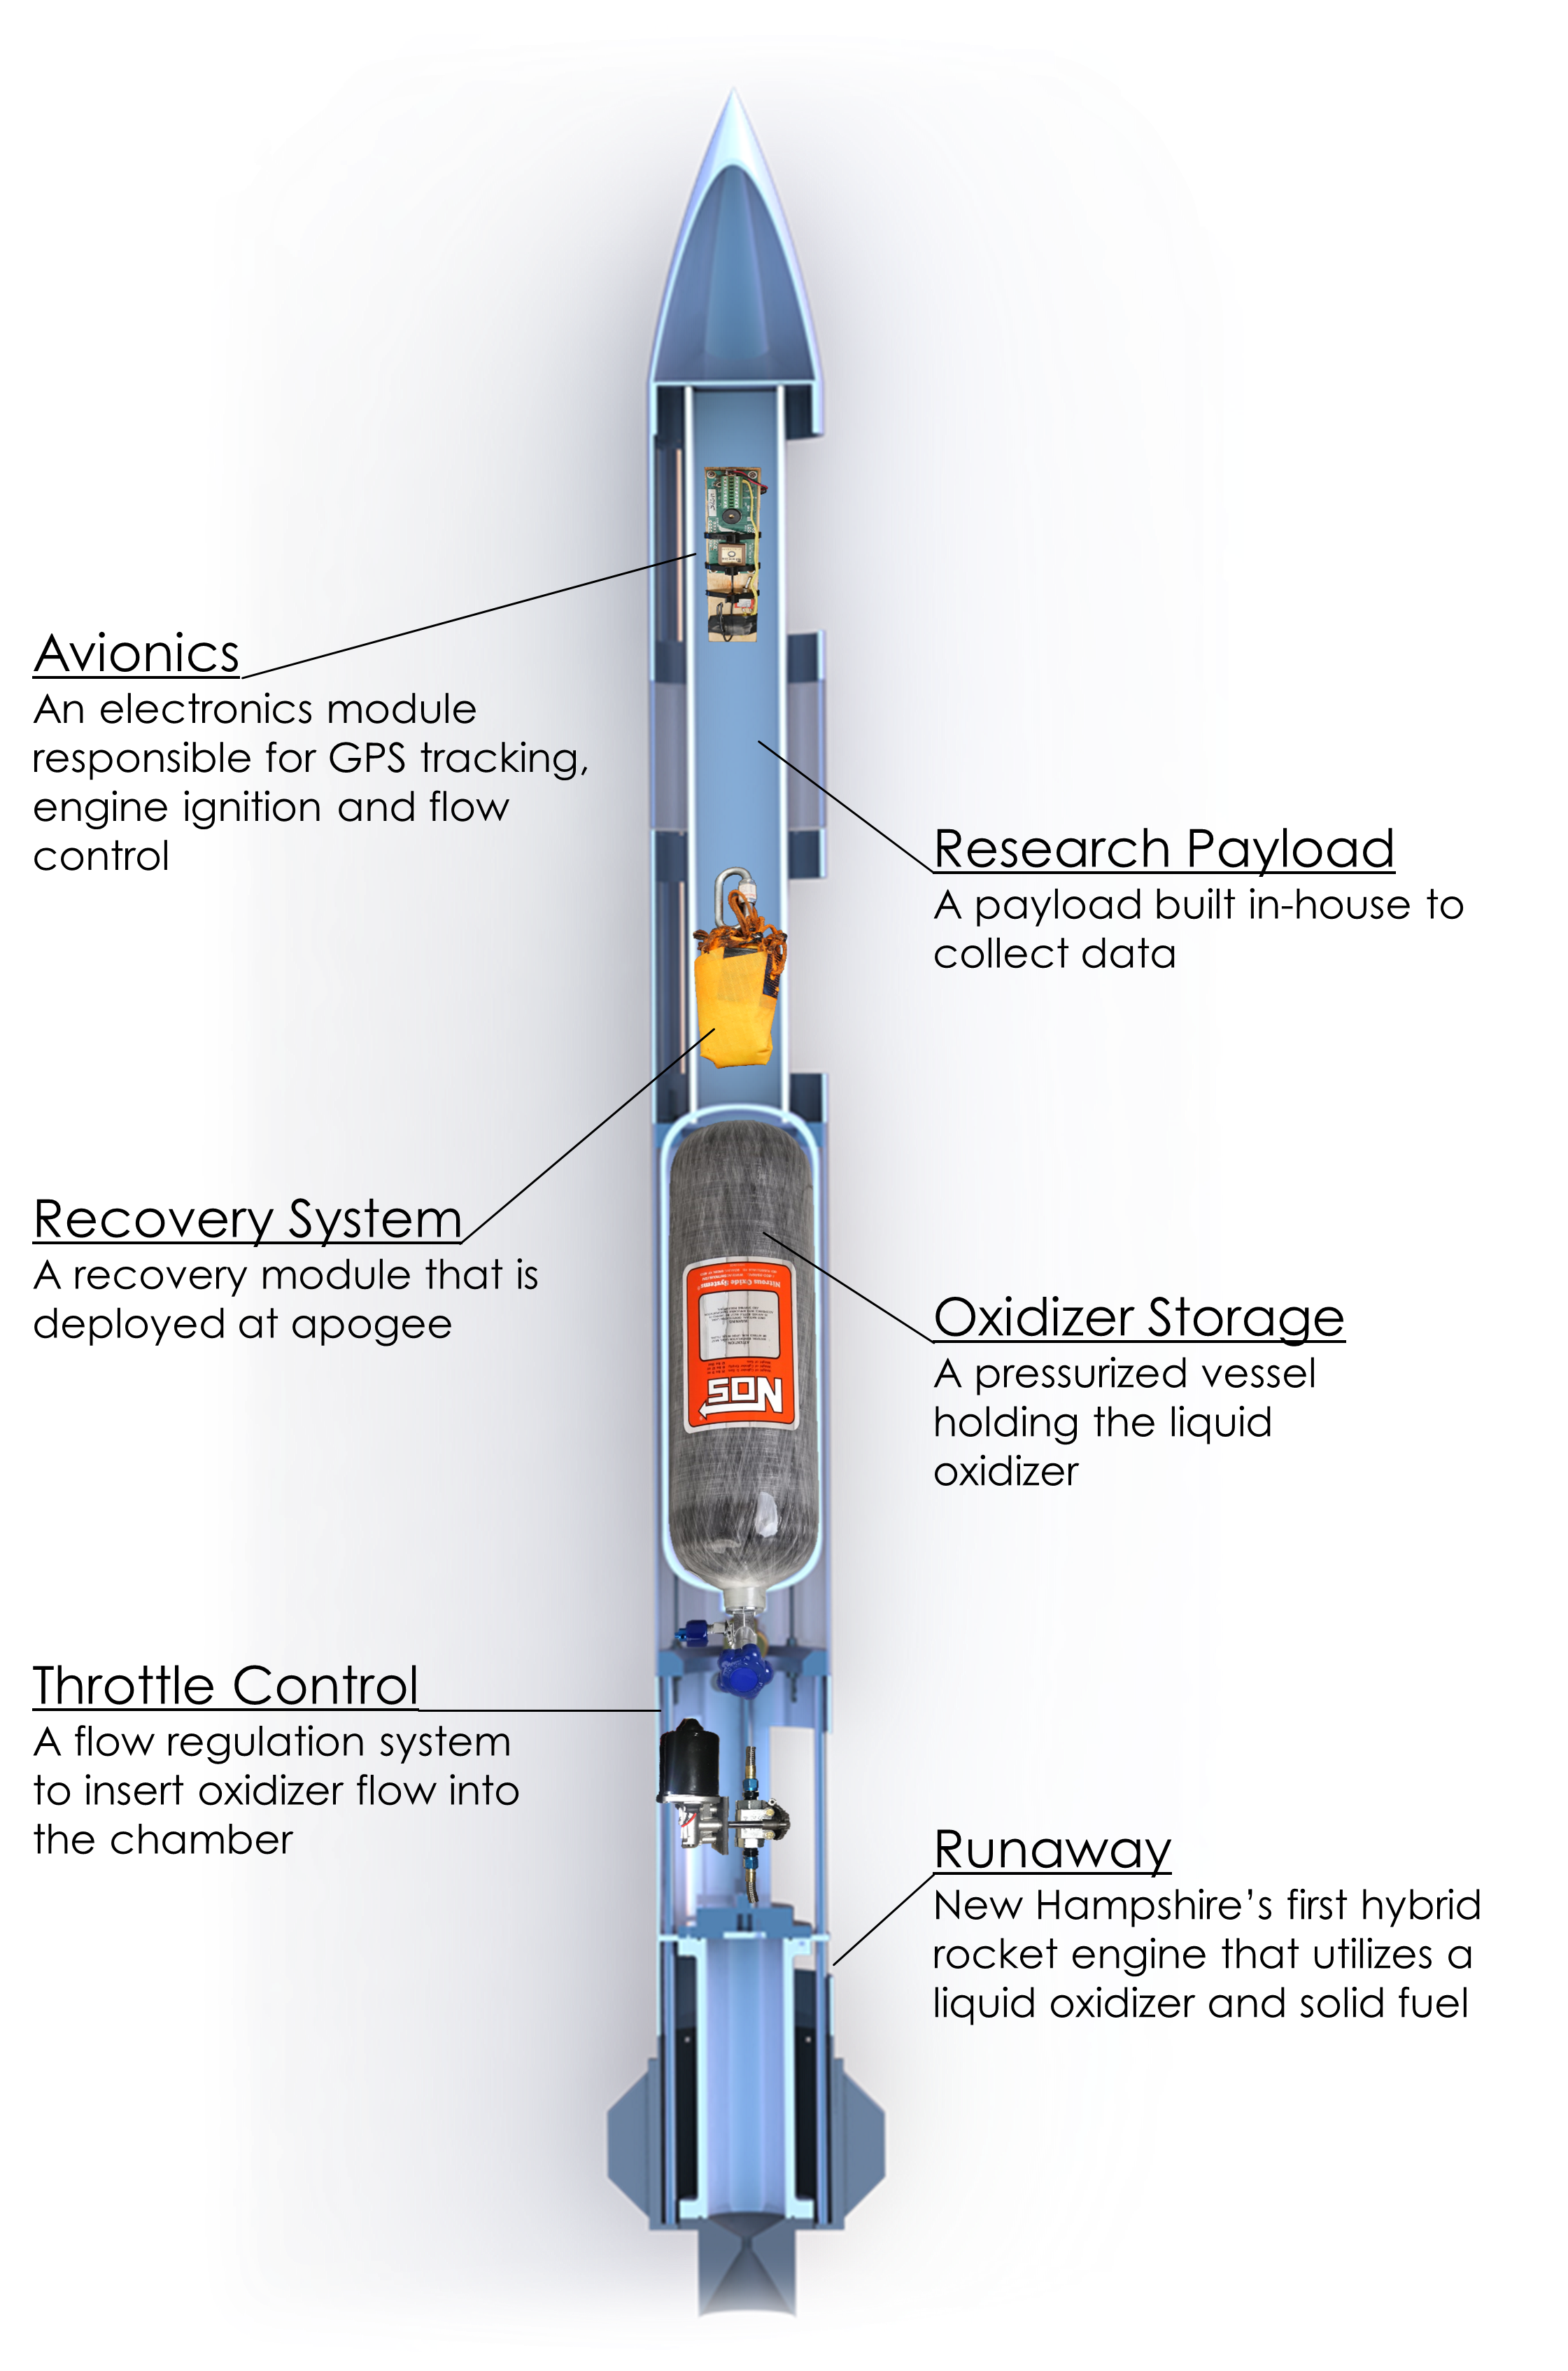 Avionics
An electronics module
responsible for GPS tracking,
engine ignition and flow
control
Research Payload
A payload built in-house to
collect data
Recovery System
A recovery module that is
deployed at apogee
Nitrous Oxide Systems
NOS
Oxidizer Storage
A pressurized vessel
holding the liquid
oxidizer
Throttle Control
A flow regulation system
to insert oxidizer flow into
the chamber
Runaway
New Hampshire’s first hybrid
rocket engine that utilizes a
liquid oxidizer and solid fuel